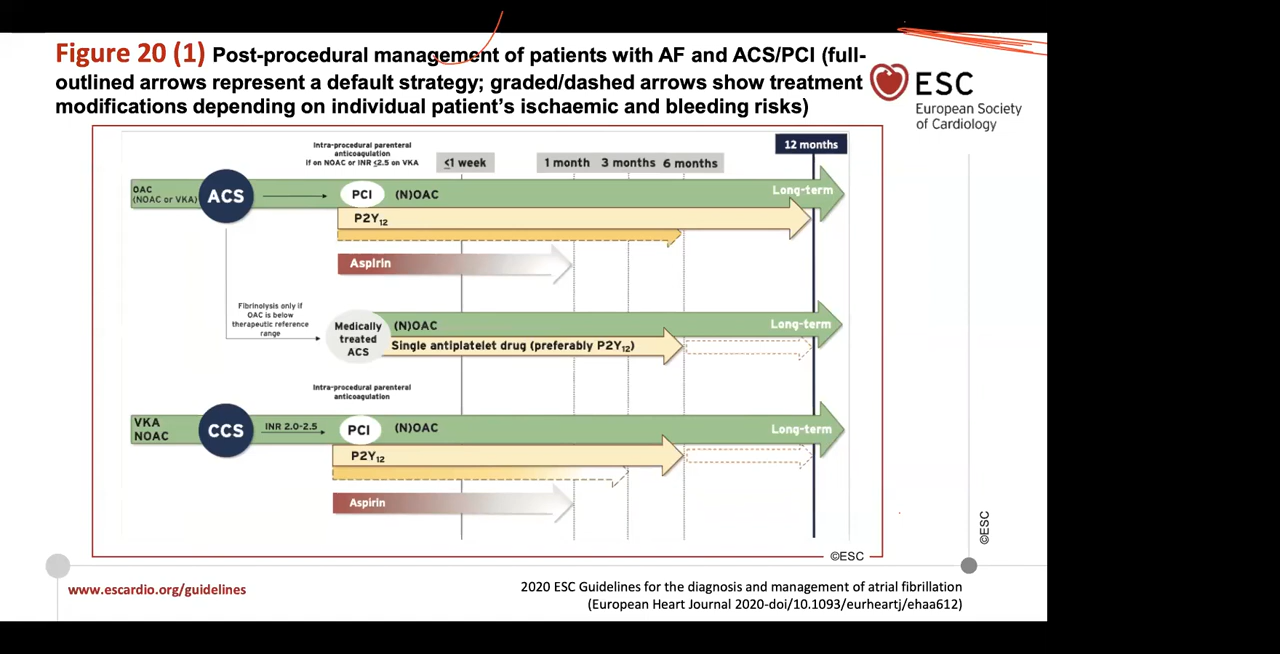 Figure 20 (1) Post-procedural management of patients with AF and ACS/PCI (full-
outlined arrows represent a default strategy; graded/dashed arrows show treatment
modifications depending on individual patient's ischaemic and bleeding risks)
ESC
European Society
of Cardiology
12 months
Intra-procedural parenteral
anticoagulation
if on NOAC or INR ≤2.5 on VKA
≤1 week
1 month
3 months
6 months
OAC
(NOAC or VKA)
ACS
PCI
(N)OAC
Long-term
P2Y12
Aspirin
Fibrinolysis only if
OAC is below
therapeutic reference
range
Medically
treated
ACS
(N)OAC
Long-term
Single antiplatelet drug (preferably P2Y12)
Intra-procedural parenteral
anticoagulation
VKA
NOAC
CCS
INR 2.0-2.5
PCI
(N)OAC
Long-term
P2Y12
Aspirin
©ESC
©ESC
www.escardio.org/guidelines
2020 ESC Guidelines for the diagnosis and management of atrial fibrillation
(European Heart Journal 2020-doi/10.1093/eurheartj/ehaa612)